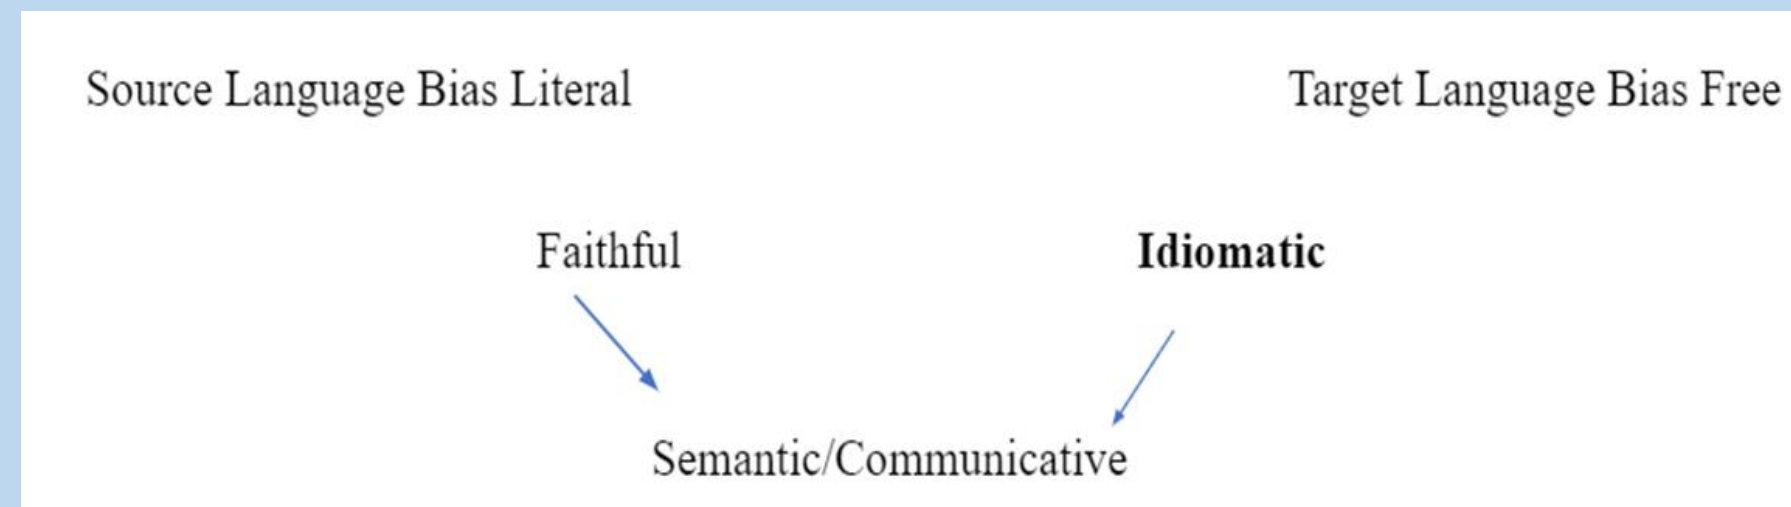 Source Language Bias Literal Target Language Bias Free
Faithful Idiomatic
Semantic/Communicative